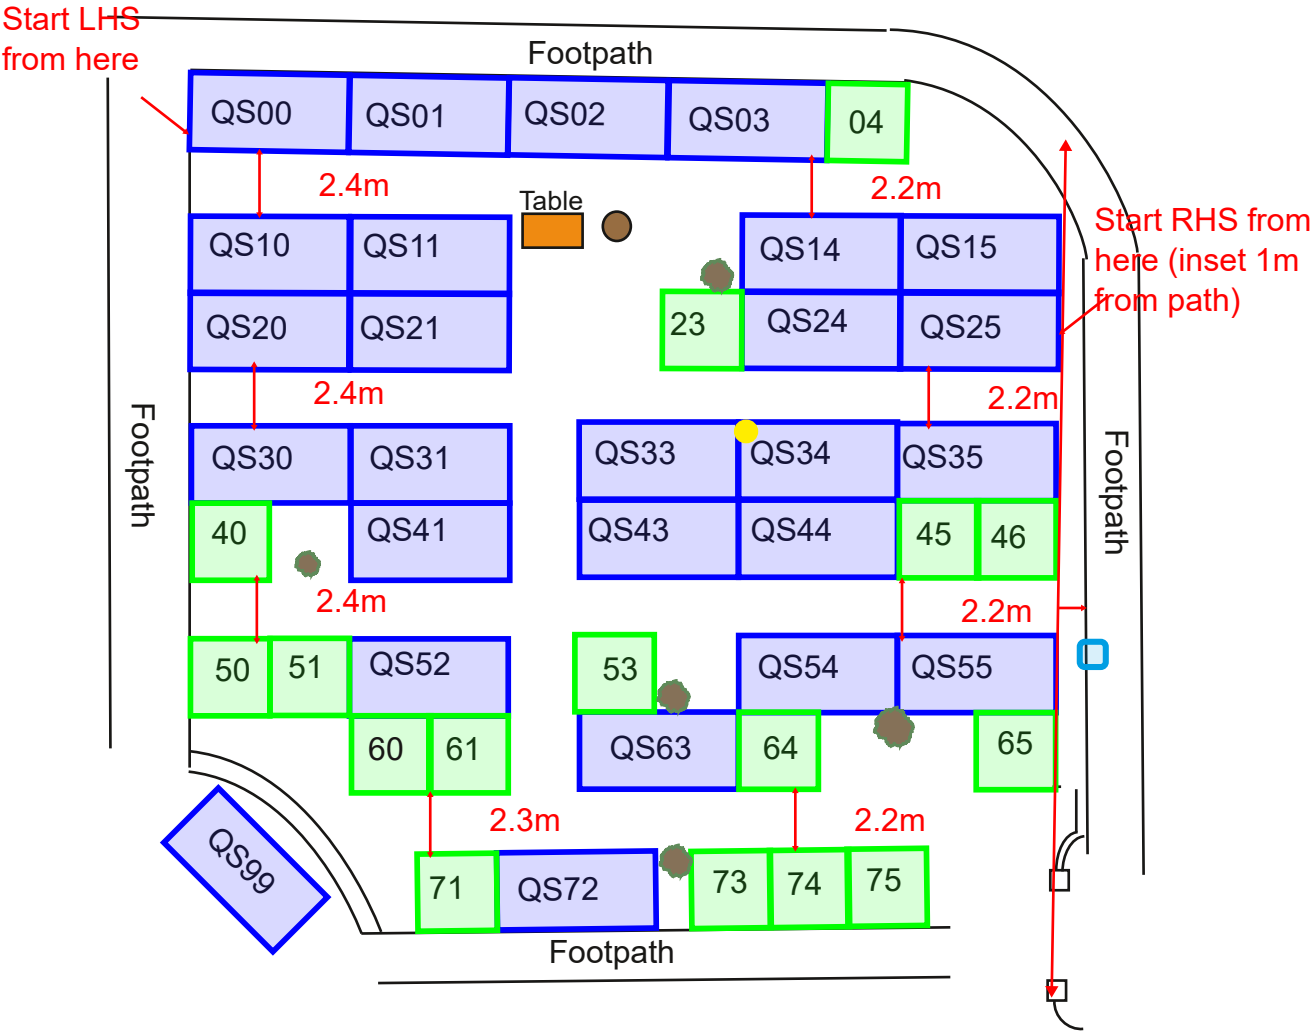 Start LHS
from here
Footpath
QS00 QS01 QS02 QS03 04
2.4m 2.2m
Table
Start RHS from
here (inset 1m
from path)
QS10 QS11 QS14 QS15
QS20 QS21 23 QS24 QS25
2.4m 2.2m
Footpath
Footpath
QS30 QS31 QS33 QS34 QS35
40 QS41 QS43 QS44 45 46
2.4m 2.2m
50 51 QS52 53 QS54 QS55
60 61 QS63 64 65
2.3m 2.2m
QS99
71 QS72 73 74 75
Footpath